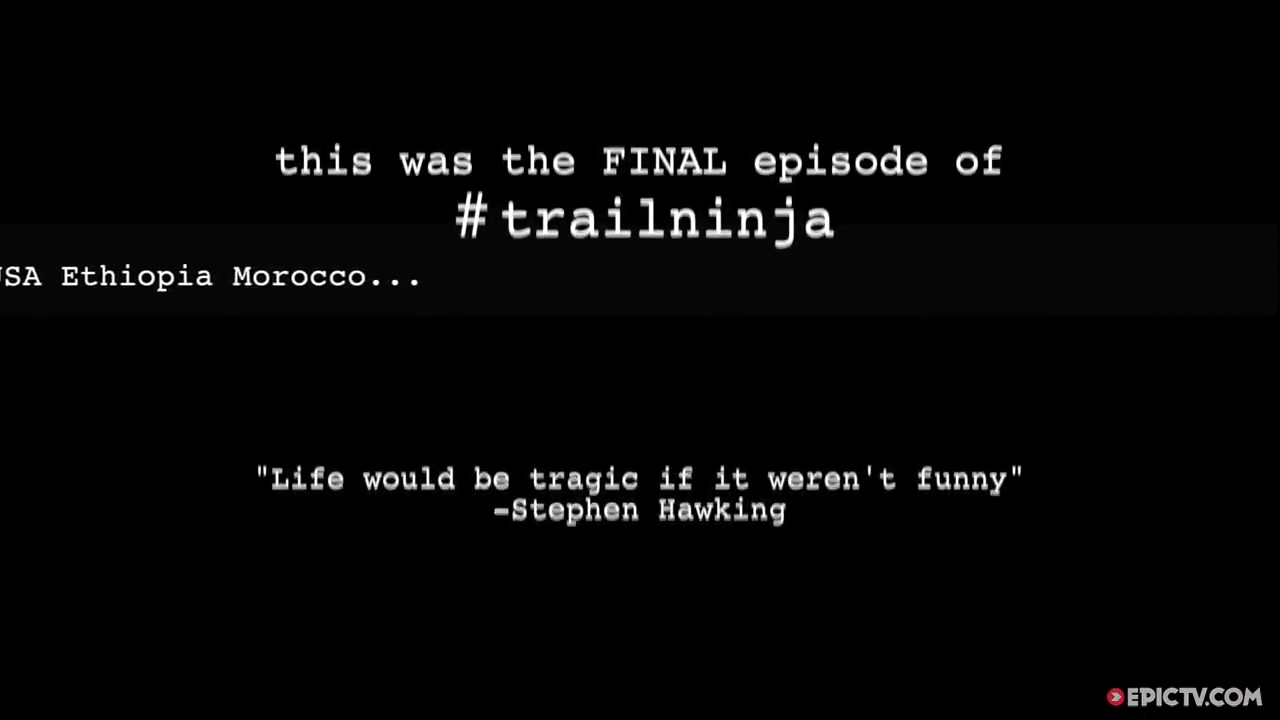 this was the FINAL episode of
#trailninja
USA Ethiopia Morocco...
"Life would be tragic if it weren't funny"
-Stephen Hawking
EPICTV.COM